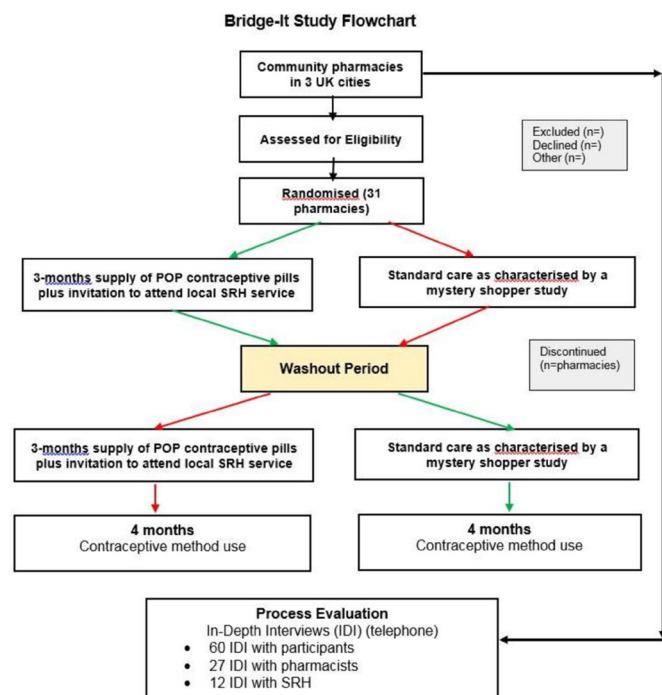 Bridge-It Study Flowchart
Community pharmacies
in 3 UK cities
Assessed for Eligibility
Excluded (n=)
Declined (n=)
Other (n=)
Randomised (31
pharmacies)
3-months supply of POP contraceptive pills
plus invitation to attend local SRH service
Standard care as characterised by a
mystery shopper study
Washout Period
Discontinued
(n=pharmacies)
3-months supply of POP contraceptive pills
plus invitation to attend local SRH service
Standard care as characterised by a
mystery shopper study
4 months
Contraceptive method use
4 months
Contraceptive method use
Process Evaluation
In-Depth Interviews (IDI) (telephone)
• 60 IDI with participants
• 27 IDI with pharmacists
• 12 IDI with SRH